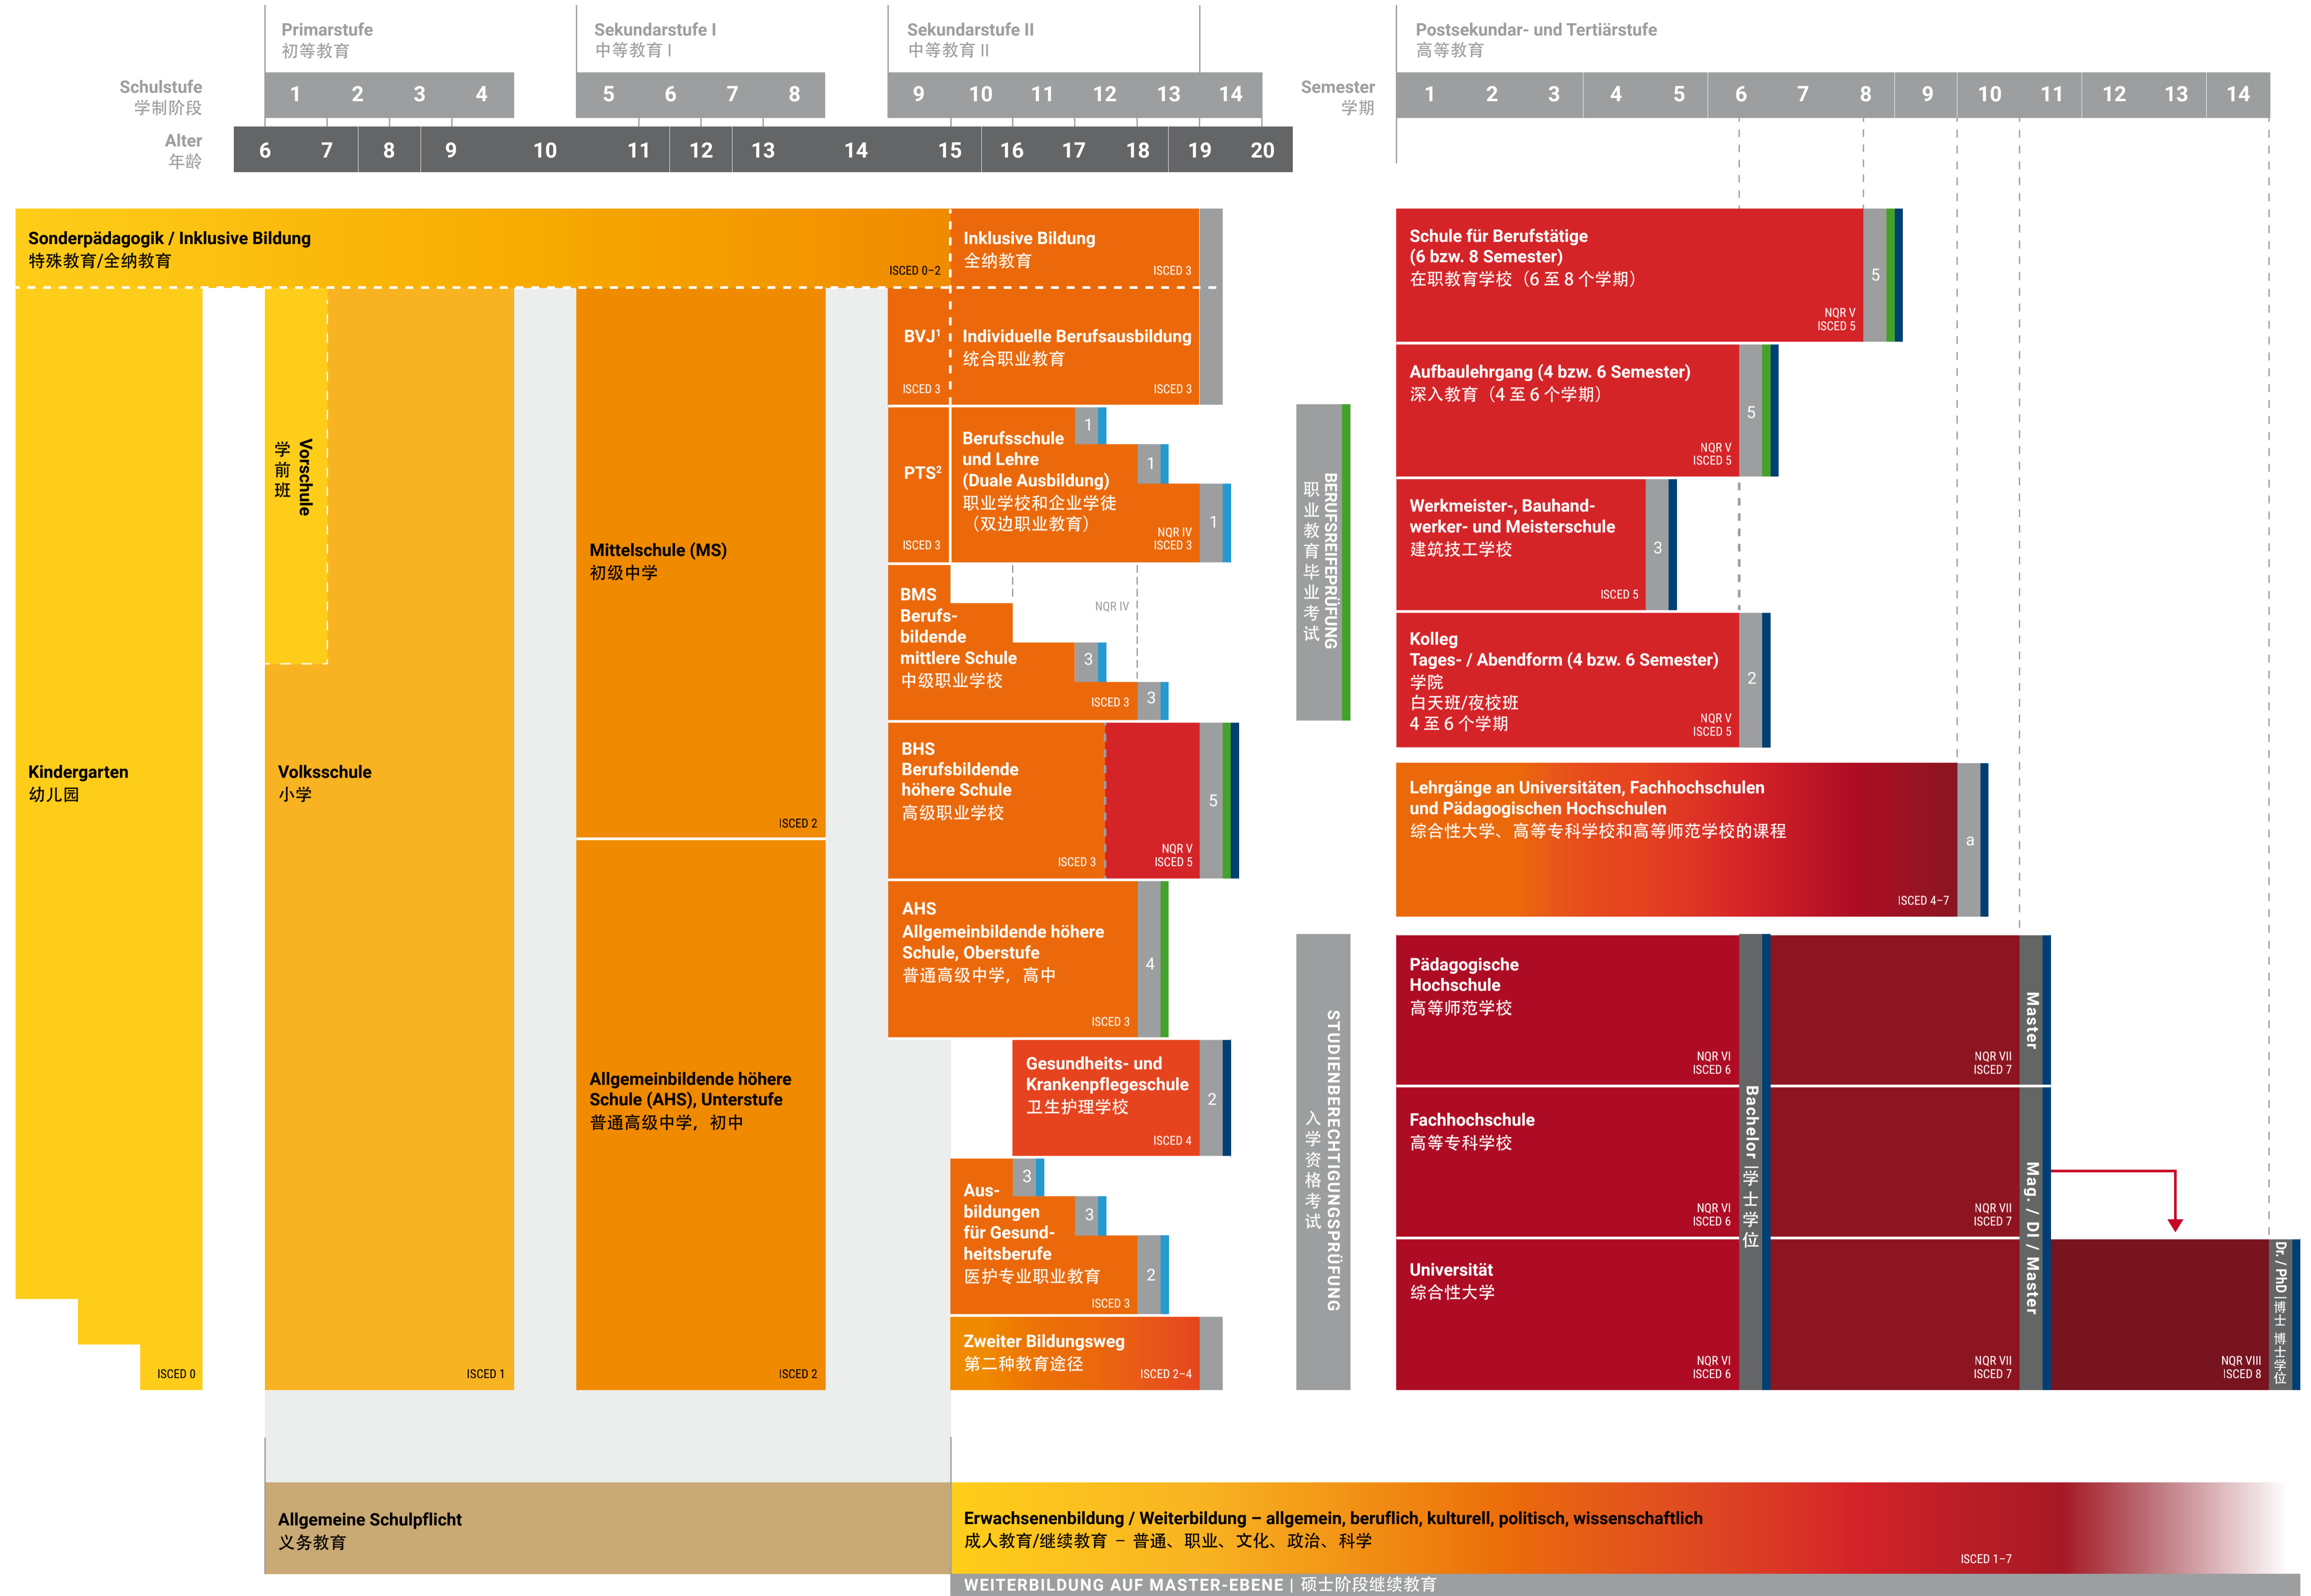 Primarstufe
初等教育
Sekundarstufe I
中等教育 I
Sekundarstufe II
中等教育 II
Postsekundar- und Tertiärstufe
高等教育
Schulstufe
学制阶段
1 2 3 4 5 6 7 8 9 10 11 12 13 14
Semester
学期
1 2 3 4 5 6 7 8 9 10 11 12 13 14
Alter
年龄
6 7 8 9 10 11 12 13 14 15 16 17 18 19 20
Sonderpädagogik / Inklusive Bildung
特殊教育/全纳教育
ISCED 0–2
Inklusive Bildung
全纳教育
ISCED 3
Kindergarten
幼儿园
ISCED 0
Vorschule
学前班
Volksschule
小学
ISCED 1
Mittelschule (MS)
初级中学
ISCED 2
Allgemeinbildende höhere
Schule (AHS), Unterstufe
普通高级中学，初中
ISCED 2
BVJ¹
ISCED 3
Individuelle Berufsausbildung
统合职业教育
ISCED 3
PTS²
ISCED 3
Berufsschule
und Lehre
(Duale Ausbildung)
职业学校和企业学徒
（双边职业教育）
NQR IV
ISCED 3
1
1
1
BMS
Berufs-
bildende
mittlere Schule
中级职业学校
ISCED 3
NQR IV
3
3
BHS
Berufsbildende
höhere Schule
高级职业学校
ISCED 3
NQR V
ISCED 5
5
AHS
Allgemeinbildende höhere
Schule, Oberstufe
普通高级中学，高中
ISCED 3
4
Gesundheits- und
Krankenpflegeschule
卫生护理学校
ISCED 4
2
Aus-
bildungen
für Gesund-
heitsberufe
医护专业职业教育
ISCED 3
3
3
2
Zweiter Bildungsweg
第二种教育途径
ISCED 2–4
BERUFSREIFEPRÜFUNG
职业教育毕业考试
STUDIENBERECHTIGUNGSPRÜFUNG
入学资格考试
Schule für Berufstätige
(6 bzw. 8 Semester)
在职教育学校（6 至 8 个学期）
NQR V
ISCED 5
5
Aufbaulehrgang (4 bzw. 6 Semester)
深入教育（4 至 6 个学期）
NQR V
ISCED 5
5
Werkmeister-, Bauhand-
werker- und Meisterschule
建筑技工学校
ISCED 5
3
Kolleg
Tages- / Abendform (4 bzw. 6 Semester)
学院
白天班/夜校班
4 至 6 个学期
NQR V
ISCED 5
2
Lehrgänge an Universitäten, Fachhochschulen
und Pädagogischen Hochschulen
综合性大学、高等专科学校和高等师范学校的课程
ISCED 4–7
a
Pädagogische
Hochschule
高等师范学校
NQR VI
ISCED 6
NQR VII
ISCED 7
Master
Fachhochschule
高等专科学校
NQR VI
ISCED 6
NQR VII
ISCED 7
Bachelor |学士学位
Mag. / DI / Master
Universität
综合性大学
NQR VI
ISCED 6
NQR VII
ISCED 7
NQR VIII
ISCED 8
Dr. / PhD |博士 博士学位
Allgemeine Schulpflicht
义务教育
Erwachsenenbildung / Weiterbildung – allgemein, beruflich, kulturell, politisch, wissenschaftlich
成人教育/继续教育 – 普通、职业、文化、政治、科学
ISCED 1–7
WEITERBILDUNG AUF MASTER-EBENE | 硕士阶段继续教育